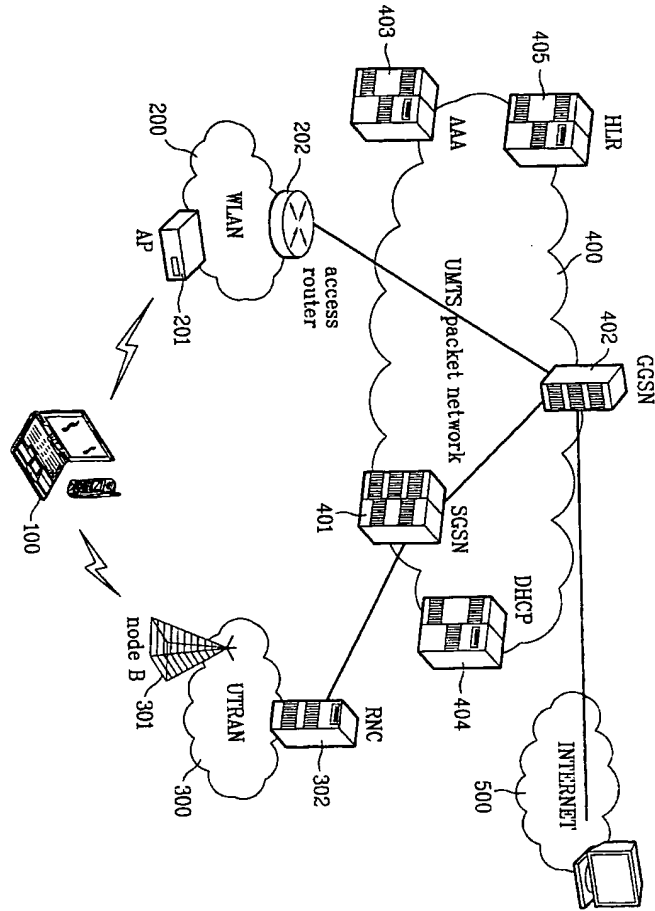 HLR
405
403
AAA
400
UMTS packet network
GGSN
402
SGSN
401
DHCP
404
INTERNET
500
200
202
WLAN
access
router
AP
201
100
RNC
302
UTRAN
300
node B
301